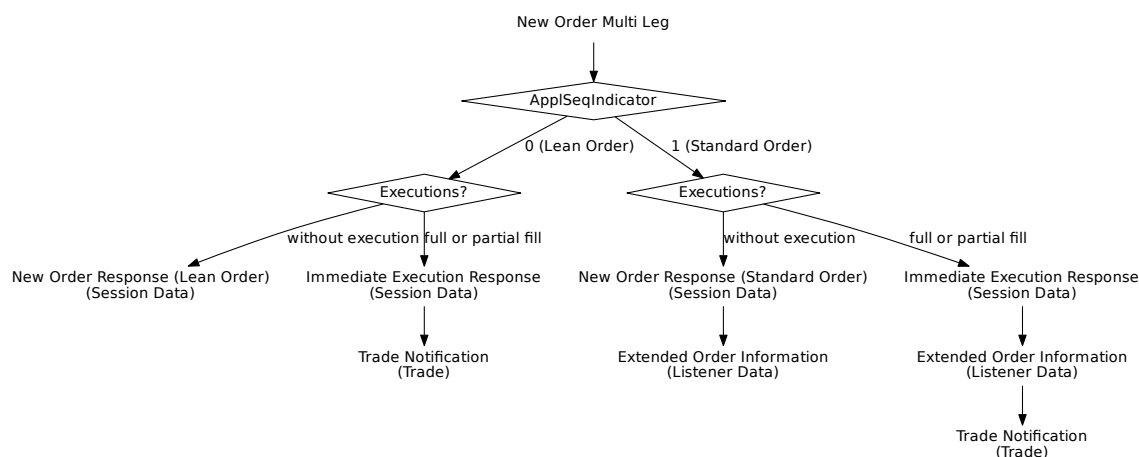 New Order Multi Leg
ApplSeqIndicator
0 (Lean Order)
1 (Standard Order)
Executions?
Executions?
without execution
full or partial fill
without execution
full or partial fill
New Order Response (Lean Order)
(Session Data)
Immediate Execution Response
(Session Data)
New Order Response (Standard Order)
(Session Data)
Immediate Execution Response
(Session Data)
Trade Notification
(Trade)
Extended Order Information
(Listener Data)
Extended Order Information
(Listener Data)
Trade Notification
(Trade)